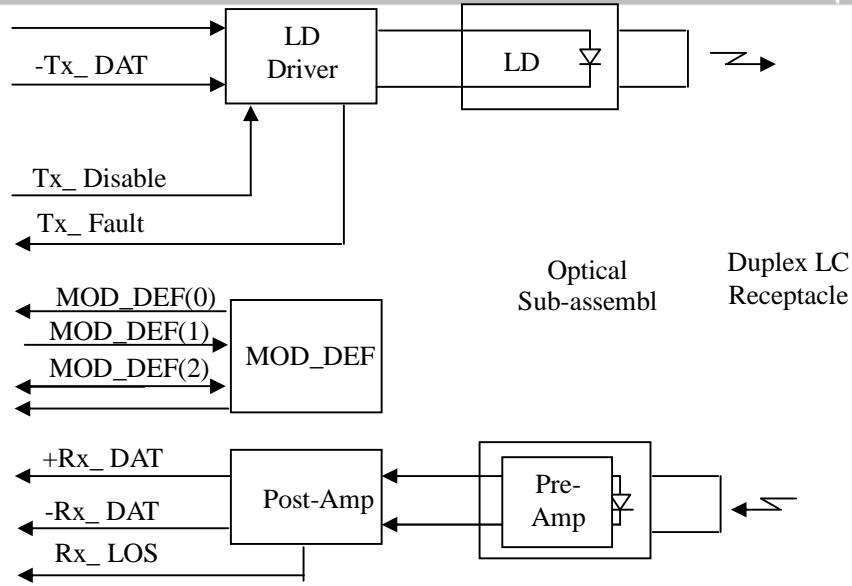 LD
Driver
-Tx_ DAT
LD
Tx_ Disable
Tx_ Fault
Optical
Sub-assembl
Duplex LC
Receptacle
MOD_DEF(0)
MOD_DEF(1)
MOD_DEF(2)
MOD_DEF
+Rx_ DAT
-Rx_ DAT
Rx_ LOS
Post-Amp
Pre-
Amp